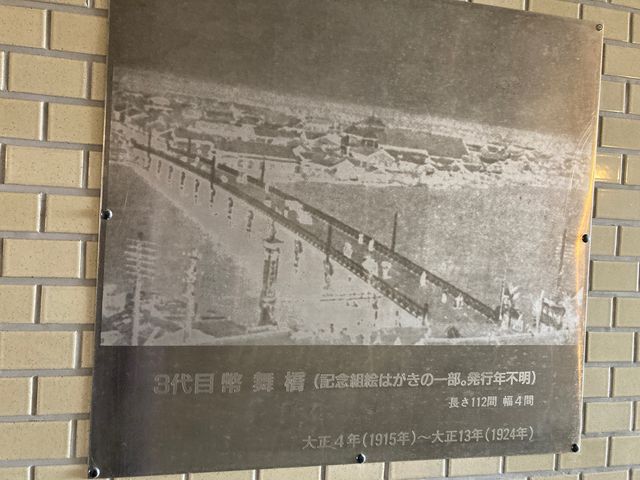 3代目 幣舞橋 (記念組絵はがきの一部。発行年不明)
長さ112間 幅4間
大正4年(1915年)~大正13年(1924年)